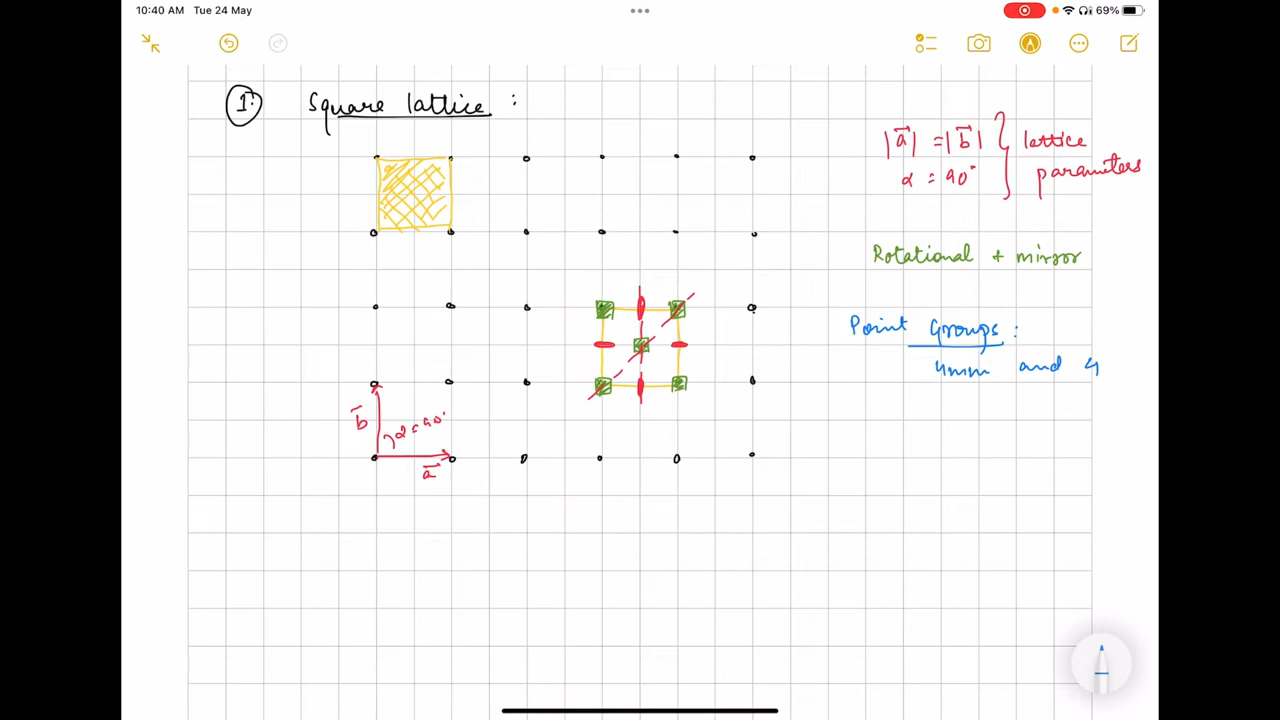 10:40 AM Tue 24 May
69%
I. Square lattice :
|a⃗| = |b⃗| } lattice
α = 90° parameters
Rotational + mirror
Point Groups :
4mm and 4
b⃗
α = 90°
a⃗